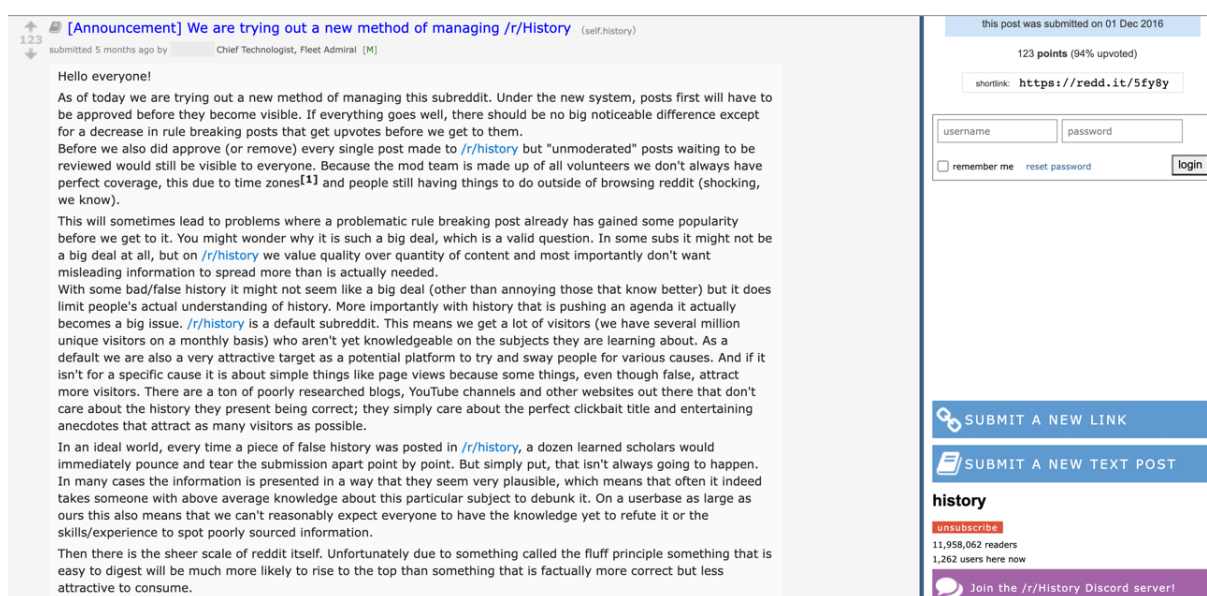 [Announcement] We are trying out a new method of managing /r/History (self.history)
123
submitted 5 months ago by Chief Technologist, Fleet Admiral [M]
Hello everyone!
As of today we are trying out a new method of managing this subreddit. Under the new system, posts first will have to
be approved before they become visible. If everything goes well, there should be no big noticeable difference except
for a decrease in rule breaking posts that get upvotes before we get to them.
Before we also did approve (or remove) every single post made to /r/history but "unmoderated" posts waiting to be
reviewed would still be visible to everyone. Because the mod team is made up of all volunteers we don't always have
perfect coverage, this due to time zones[1] and people still having things to do outside of browsing reddit (shocking,
we know).
This will sometimes lead to problems where a problematic rule breaking post already has gained some popularity
before we get to it. You might wonder why it is such a big deal, which is a valid question. In some subs it might not be
a big deal at all, but on /r/history we value quality over quantity of content and most importantly don't want
misleading information to spread more than is actually needed.
With some bad/false history it might not seem like a big deal (other than annoying those that know better) but it does
limit people's actual understanding of history. More importantly with history that is pushing an agenda it actually
becomes a big issue. /r/history is a default subreddit. This means we get a lot of visitors (we have several million
unique visitors on a monthly basis) who aren't yet knowledgeable on the subjects they are learning about. As a
default we are also a very attractive target as a potential platform to try and sway people for various causes. And if it
isn't for a specific cause it is about simple things like page views because some things, even though false, attract
more visitors. There are a ton of poorly researched blogs, YouTube channels and other websites out there that don't
care about the history they present being correct; they simply care about the perfect clickbait title and entertaining
anecdotes that attract as many visitors as possible.
In an ideal world, every time a piece of false history was posted in /r/history, a dozen learned scholars would
immediately pounce and tear the submission apart point by point. But simply put, that isn't always going to happen.
In many cases the information is presented in a way that they seem very plausible, which means that often it indeed
takes someone with above average knowledge about this particular subject to debunk it. On a userbase as large as
ours this also means that we can't reasonably expect everyone to have the knowledge yet to refute it or the
skills/experience to spot poorly sourced information.
Then there is the sheer scale of reddit itself. Unfortunately due to something called the fluff principle something that is
easy to digest will be much more likely to rise to the top than something that is factually more correct but less
attractive to consume.
this post was submitted on 01 Dec 2016
123 points (94% upvoted)
shortlink: https://redd.it/5fy8y
username password
remember me reset password login
SUBMIT A NEW LINK
SUBMIT A NEW TEXT POST
history
unsubscribe
11,958,062 readers
1,262 users here now
Join the /r/History Discord server!